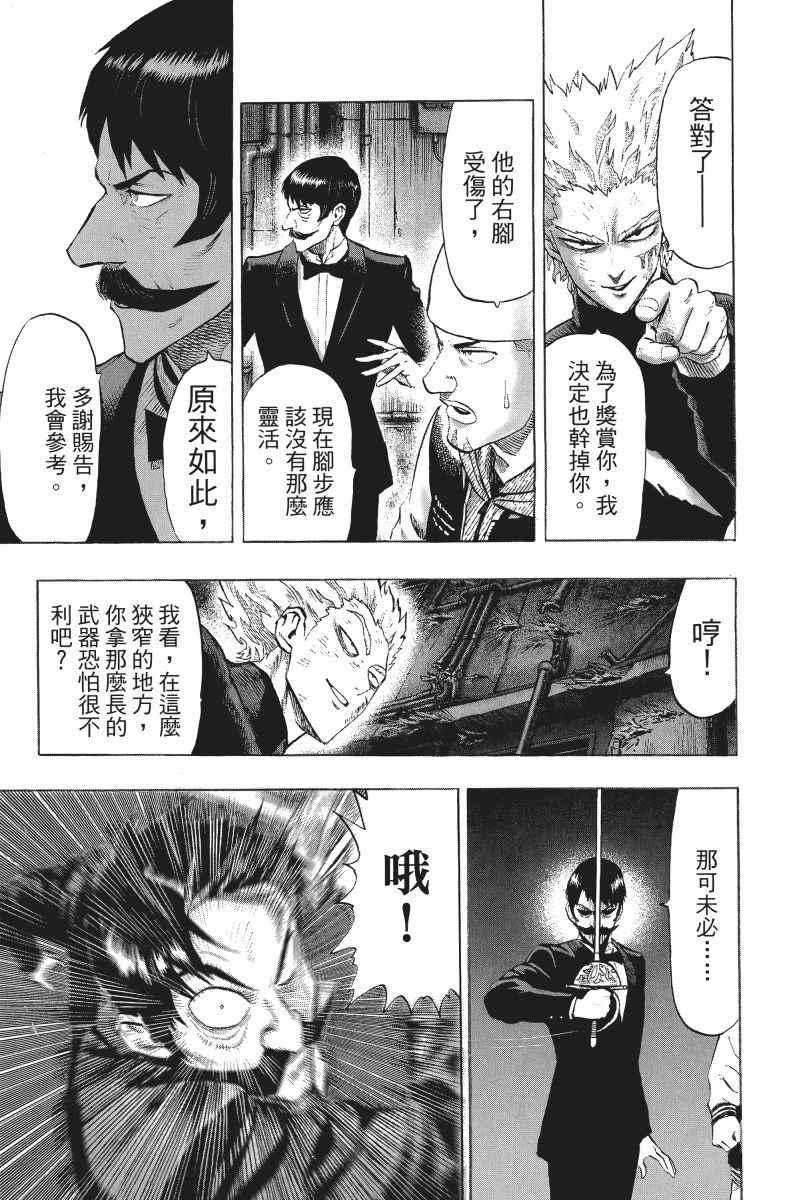 答對了──
為了獎賞你，我
決定也幹掉你。
他的右腳
受傷了，
現在腳步應
該沒有那麼
靈活。
原來如此，
多謝賜告，
我會參考。
哼！
我看，在這麼
狹窄的地方，
你拿那麼長的
武器恐怕很不
利吧？
那可未必……
哦！